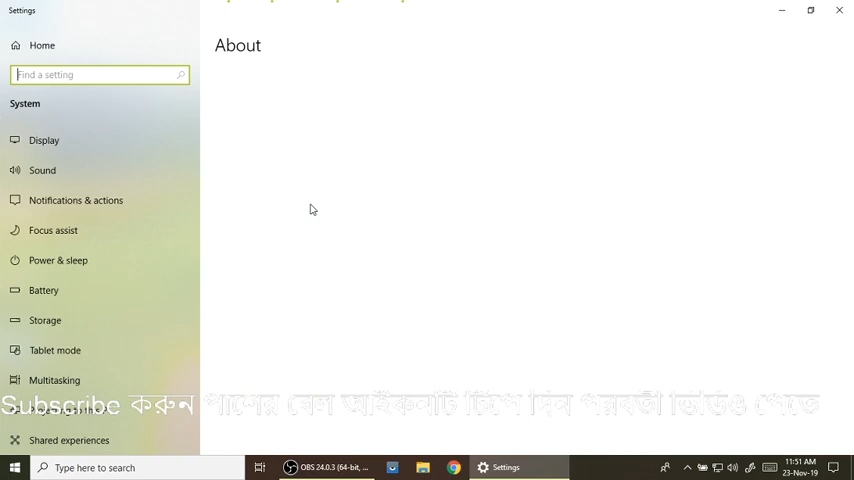 Settings
Home
About
Find a setting
System
Display
Sound
Notifications & actions
Focus assist
Power & sleep
Battery
Storage
Tablet mode
Multitasking
Subscribe করুন পাশের বেল আইকনটি টিপে দিন পরবর্তী ভিডিও পেতে
Shared experiences
Type here to search
OBS 24.0.3 (64-bit, ...
Settings
11:51 AM
23-Nov-19